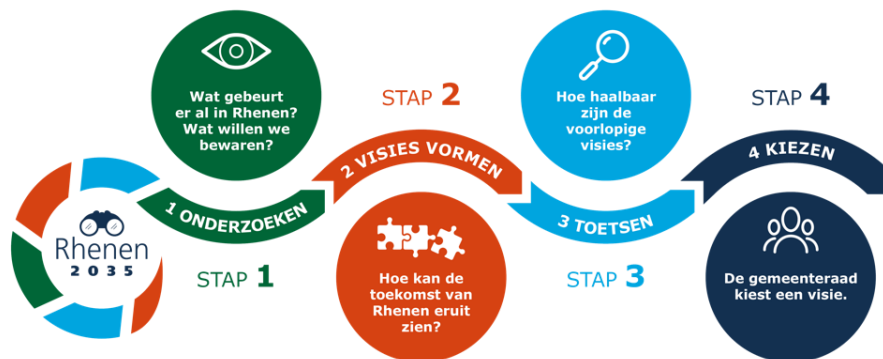 Rhenen
2035
Wat gebeurt
er al in Rhenen?
Wat willen we
bewaren?
1 ONDERZOEKEN
STAP 1
STAP 2
2 VISIES VORMEN
Hoe kan de
toekomst van
Rhenen eruit
zien?
Hoe haalbaar
zijn de
voorlopige
visies?
3 TOETSEN
STAP 3
STAP 4
4 KIEZEN
De gemeenteraad
kiest een visie.